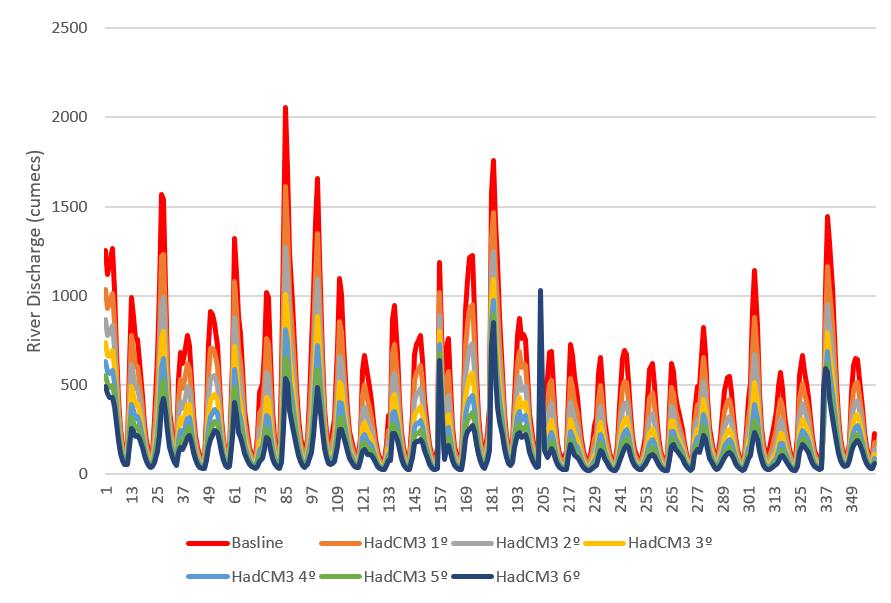 2500
2000
1500
1000
500
0
River Discharge (cumecs)
1 13 25 37 49 61 73 85 97 109 121 133 145 157 169 181 193 205 217 229 241 253 265 277 289 301 313 325 337 349
Basline HadCM3 1º HadCM3 2º HadCM3 3º
HadCM3 4º HadCM3 5º HadCM3 6º